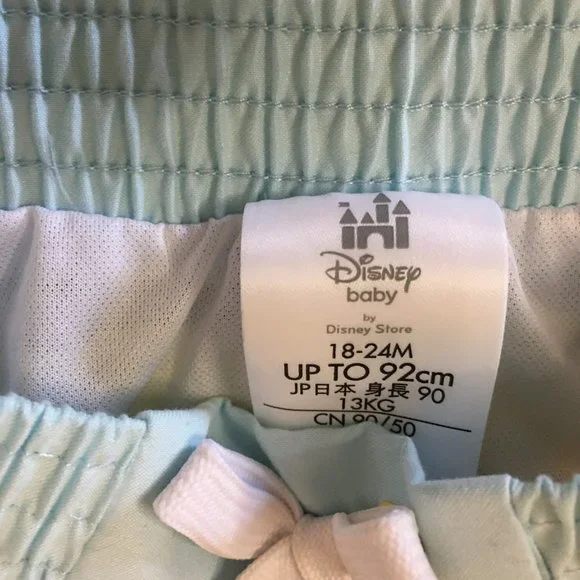 Disney
baby
by
Disney Store
18-24M
UP TO 92cm
JP日本 身長 90
13KG
CN 90/50